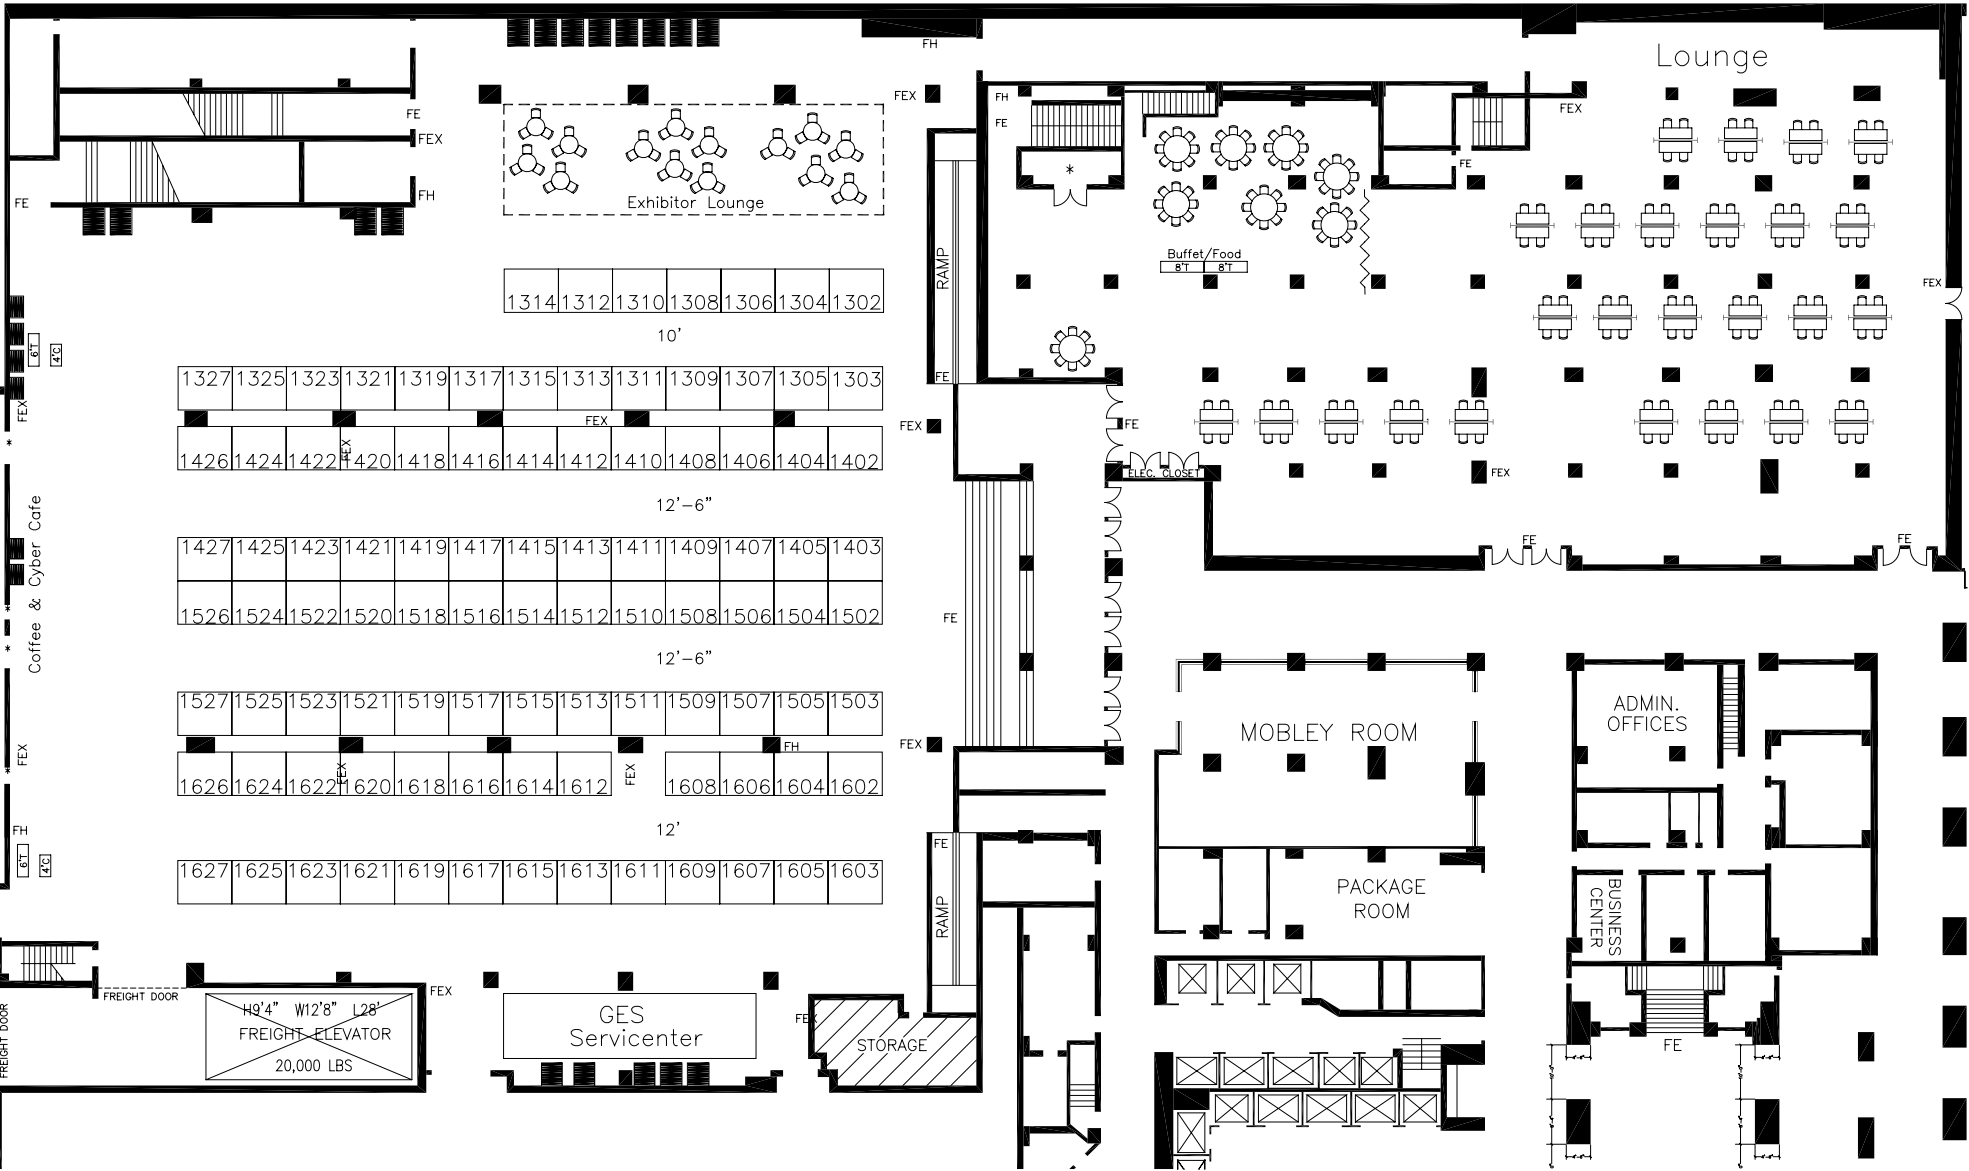 Lounge
FH
FEX
FH
FEX
FE
FE
FEX
FE
FEX
FH
FE
*
Exhibitor Lounge
RAMP
Buffet/Food
8'T 8'T
FEX
1314 1312 1310 1308 1306 1304 1302
10'
6'T 4'C
FEX
1327 1325 1323 1321 1319 1317 1315 1313 1311 1309 1307 1305 1303
FE
FEX
FEX
FE
*
FEX
1426 1424 1422 1420 1418 1416 1414 1412 1410 1408 1406 1404 1402
ELEC. CLOSET
FEX
12'-6"
Coffee & Cyber Cafe
1427 1425 1423 1421 1419 1417 1415 1413 1411 1409 1407 1405 1403
FE
FE
1526 1524 1522 1520 1518 1516 1514 1512 1510 1508 1506 1504 1502
FE
*
*
12'-6"
1527 1525 1523 1521 1519 1517 1515 1513 1511 1509 1507 1505 1503
ADMIN.
OFFICES
MOBLEY ROOM
FEX
FH
FEX
*
FEX
FEX
1626 1624 1622 1620 1618 1616 1614 1612 1608 1606 1604 1602
12'
FH
FE
6'T 4'C
1627 1625 1623 1621 1619 1617 1615 1613 1611 1609 1607 1605 1603
PACKAGE
ROOM
BUSINESS
CENTER
RAMP
FREIGHT DOOR
FEX
H9'4" W12'8" L28'
FREIGHT ELEVATOR
20,000 LBS
FREIGHT DOOR
GES
Servicenter
FEX
STORAGE
FE